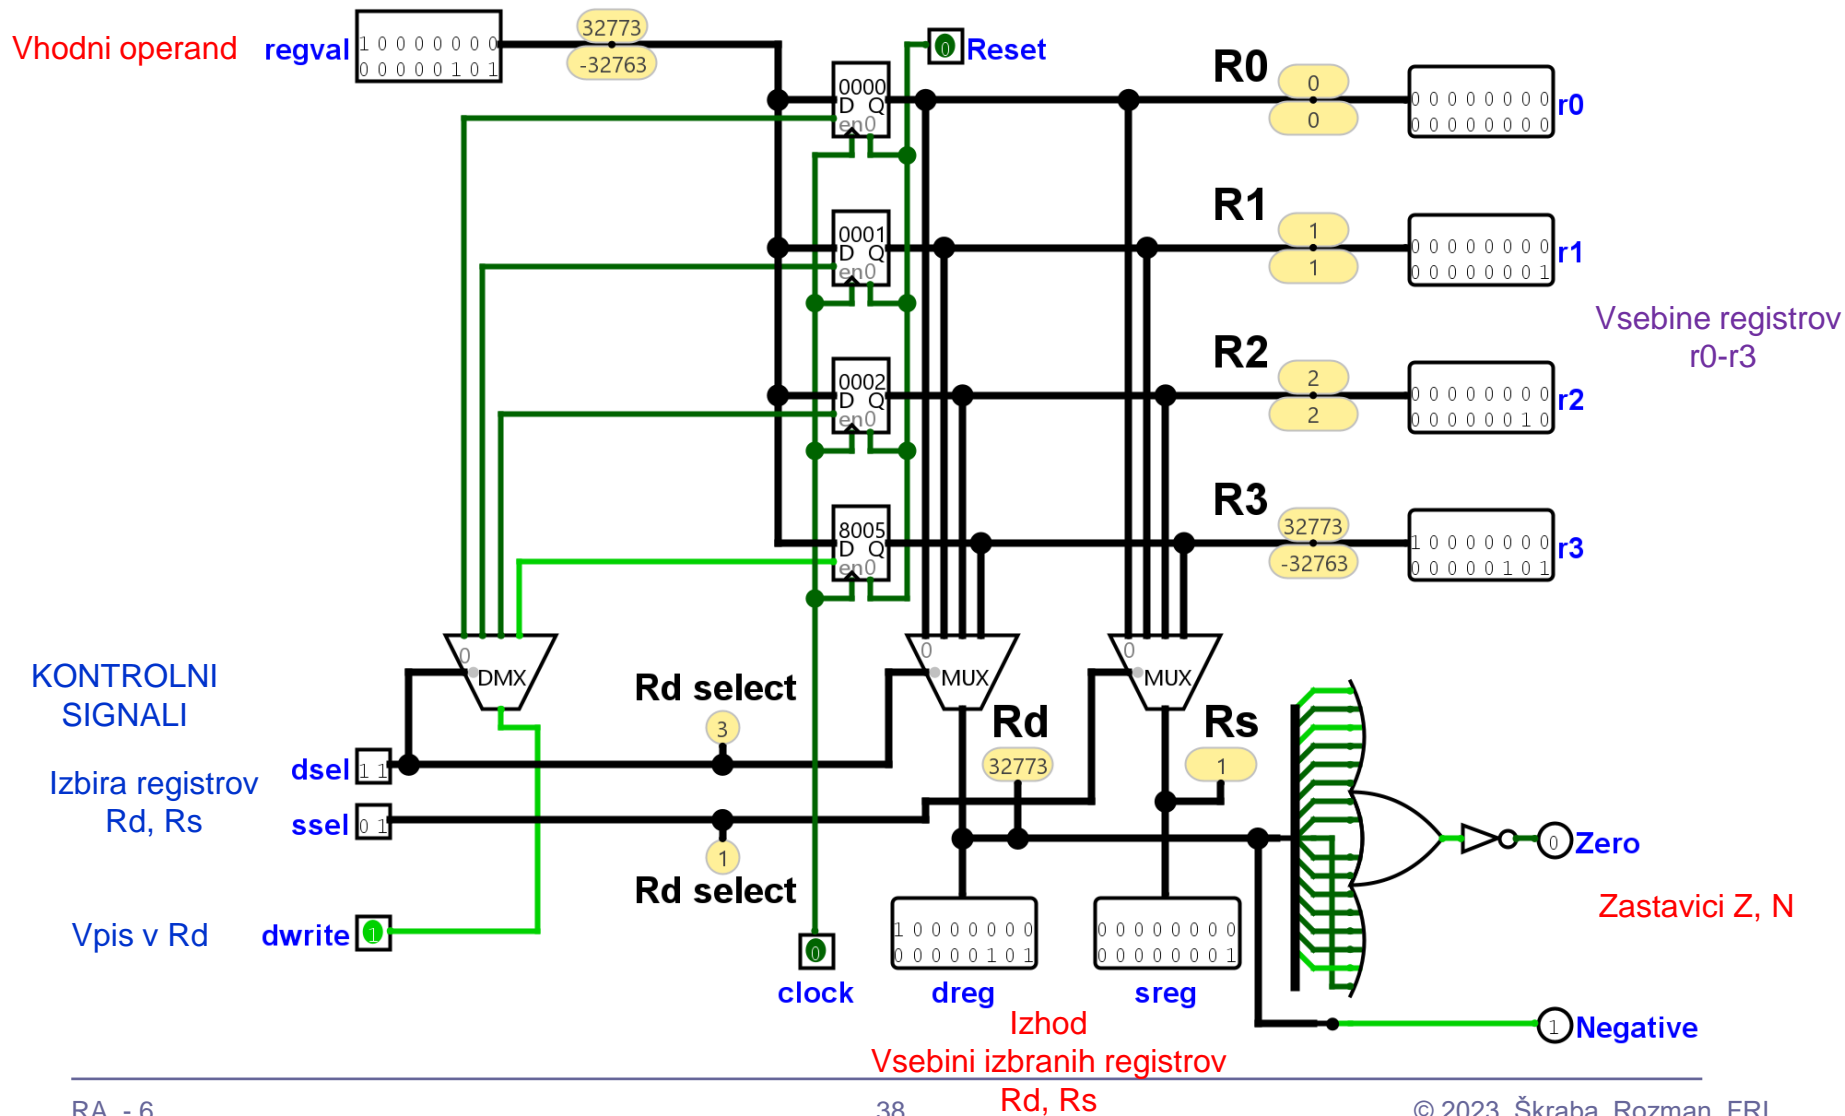 Vhodni operand
regval
1 0 0 0 0 0 0 0
0 0 0 0 0 1 0 1
32773
-32763
0
Reset
0000
D Q
en0
R0
0
0
0 0 0 0 0 0 0 0
0 0 0 0 0 0 0 0
r0
0001
D Q
en0
R1
1
1
0 0 0 0 0 0 0 0
0 0 0 0 0 0 0 1
r1
Vsebine registrov
r0-r3
0002
D Q
en0
R2
2
2
0 0 0 0 0 0 0 0
0 0 0 0 0 0 1 0
r2
8005
D Q
en0
R3
32773
-32763
1 0 0 0 0 0 0 0
0 0 0 0 0 1 0 1
r3
0
DMX
0
MUX
0
MUX
KONTROLNI
SIGNALI
Izbira registrov
Rd, Rs
dsel
1 1
Rd select
3
ssel
0 1
1
Rd select
Rd
32773
Rs
1
Vpis v Rd
dwrite
1
0
clock
1 0 0 0 0 0 0 0
0 0 0 0 0 1 0 1
dreg
0 0 0 0 0 0 0 0
0 0 0 0 0 0 0 1
sreg
0
Zero
Zastavici Z, N
1
Negative
Izhod
Vsebini izbranih registrov
Rd, Rs
RA - 6
38
© 2023, Škraba, Rozman, FRI